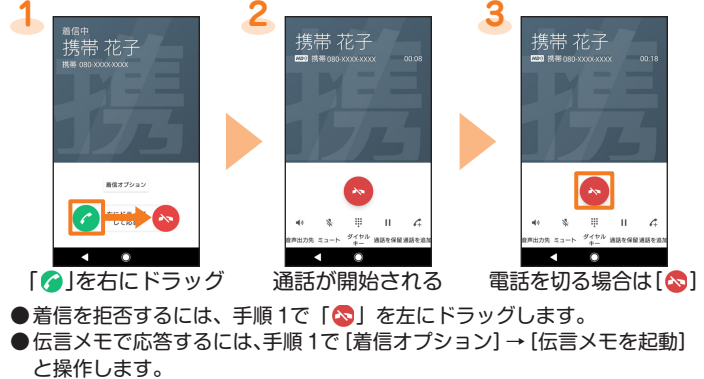 1
着信中
携帯 花子
携帯 080-XXXX-XXXX
携
着信オプション
2
携帯 花子
携帯 080-XXXX-XXXX 00:08
携
音声出力先 ミュート ダイヤルキー 通話を保留 通話を追加
3
携帯 花子
携帯 080-XXXX-XXXX 00:18
携
音声出力先 ミュート ダイヤルキー 通話を保留 通話を追加
「」を右にドラッグ
通話が開始される
電話を切る場合は[]
●着信を拒否するには、手順1で「」を左にドラッグします。
●伝言メモで応答するには、手順1で[着信オプション]→[伝言メモを起動]
と操作します。